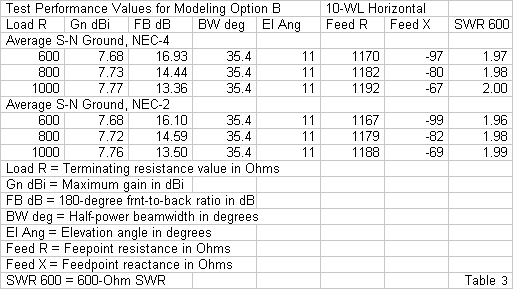 Test Performance Values for Modeling Option B 10-WL Horizontal
Load R Gn dBi FB dB BW deg El Ang Feed R Feed X SWR 600
Average S-N Ground, NEC-4
600 7.68 16.93 35.4 11 1170 -97 1.97
800 7.73 14.44 35.4 11 1182 -80 1.98
1000 7.77 13.36 35.4 11 1192 -67 2.00
Average S-N Ground, NEC-2
600 7.68 16.10 35.4 11 1167 -99 1.96
800 7.72 14.59 35.4 11 1179 -82 1.98
1000 7.76 13.50 35.4 11 1188 -69 1.99
Load R = Terminating resistance value in Ohms
Gn dBi = Maximum gain in dBi
FB dB = 180-degree frnt-to-back ratio in dB
BW deg = Half-power beamwidth in degrees
El Ang = Elevation angle in degrees
Feed R = Feepoint resistance in Ohms
Feed X = Feedpoint reactance in Ohms
SWR 600 = 600-Ohm SWR Table 3